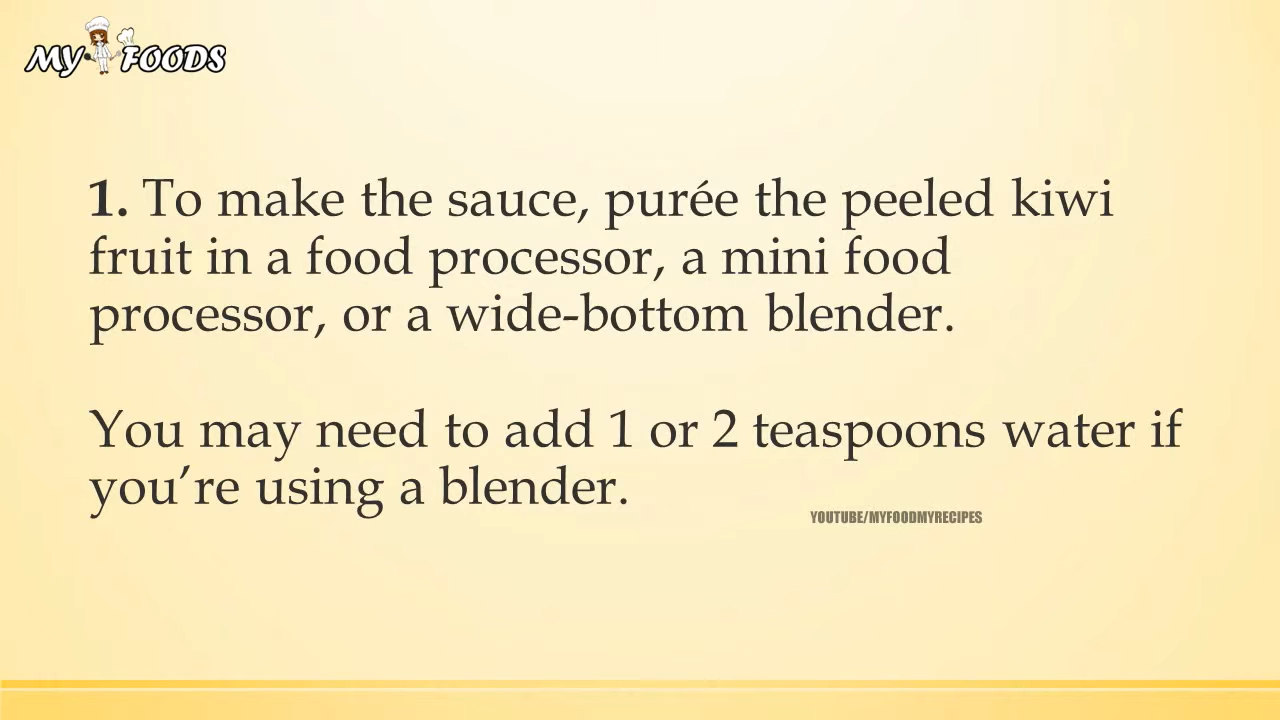 MY FOODS
1. To make the sauce, purée the peeled kiwi
fruit in a food processor, a mini food
processor, or a wide-bottom blender.
You may need to add 1 or 2 teaspoons water if
you’re using a blender.
YOUTUBE/MYFOODMYRECIPES